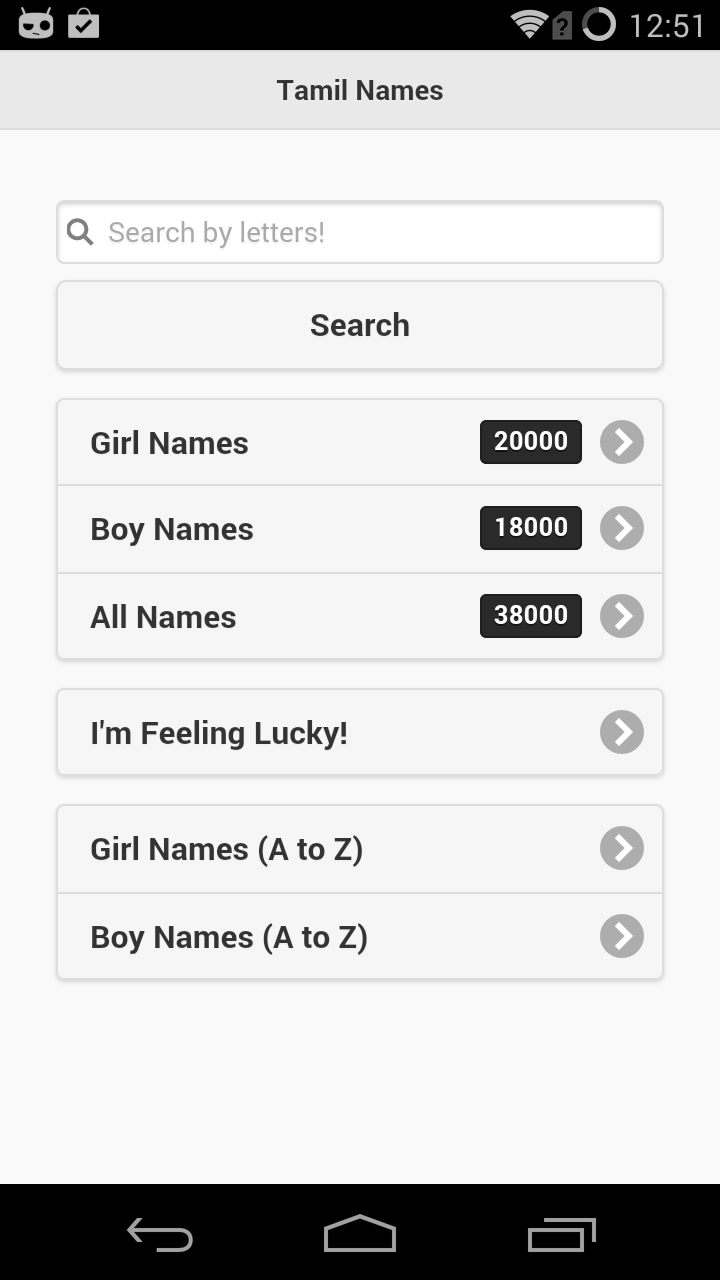 12:51
Tamil Names
Search by letters!
Search
Girl Names 20000
Boy Names 18000
All Names 38000
I'm Feeling Lucky!
Girl Names (A to Z)
Boy Names (A to Z)